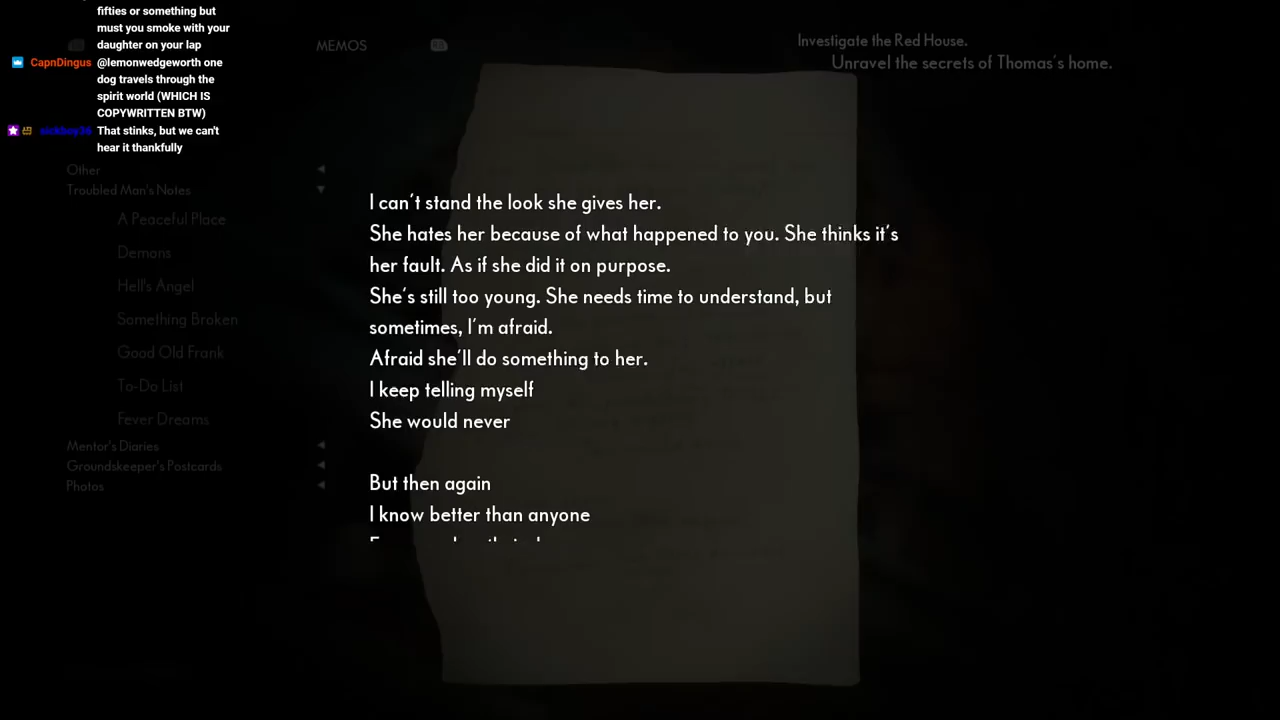 fifties or something but
must you smoke with your
daughter on your lap
CapnDingus @lemonwedgeworth one
dog travels through the
spirit world (WHICH IS
COPYWRITTEN BTW)
sickboy36 That stinks, but we can't
hear it thankfully
MEMOS
Investigate the Red House.
Unravel the secrets of Thomas's home.
Other
Troubled Man's Notes
A Peaceful Place
Demons
Hell's Angel
Something Broken
Good Old Frank
To-Do List
Fever Dreams
Mentor's Diaries
Groundskeeper's Postcards
Photos
I can't stand the look she gives her.
She hates her because of what happened to you. She thinks it's
her fault. As if she did it on purpose.
She's still too young. She needs time to understand, but
sometimes, I'm afraid.
Afraid she'll do something to her.
I keep telling myself
She would never
But then again
I know better than anyone